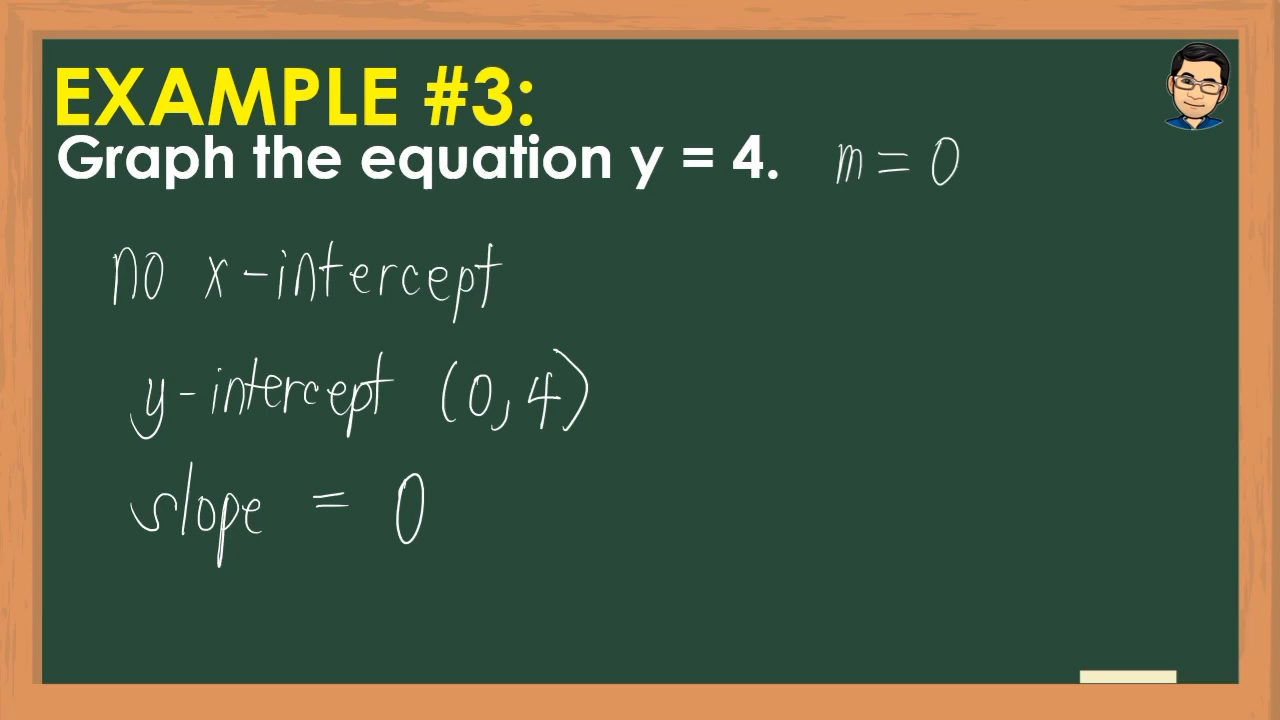 EXAMPLE #3:
Graph the equation y = 4. m = 0
no x-intercept
y-intercept (0,4)
slope = 0